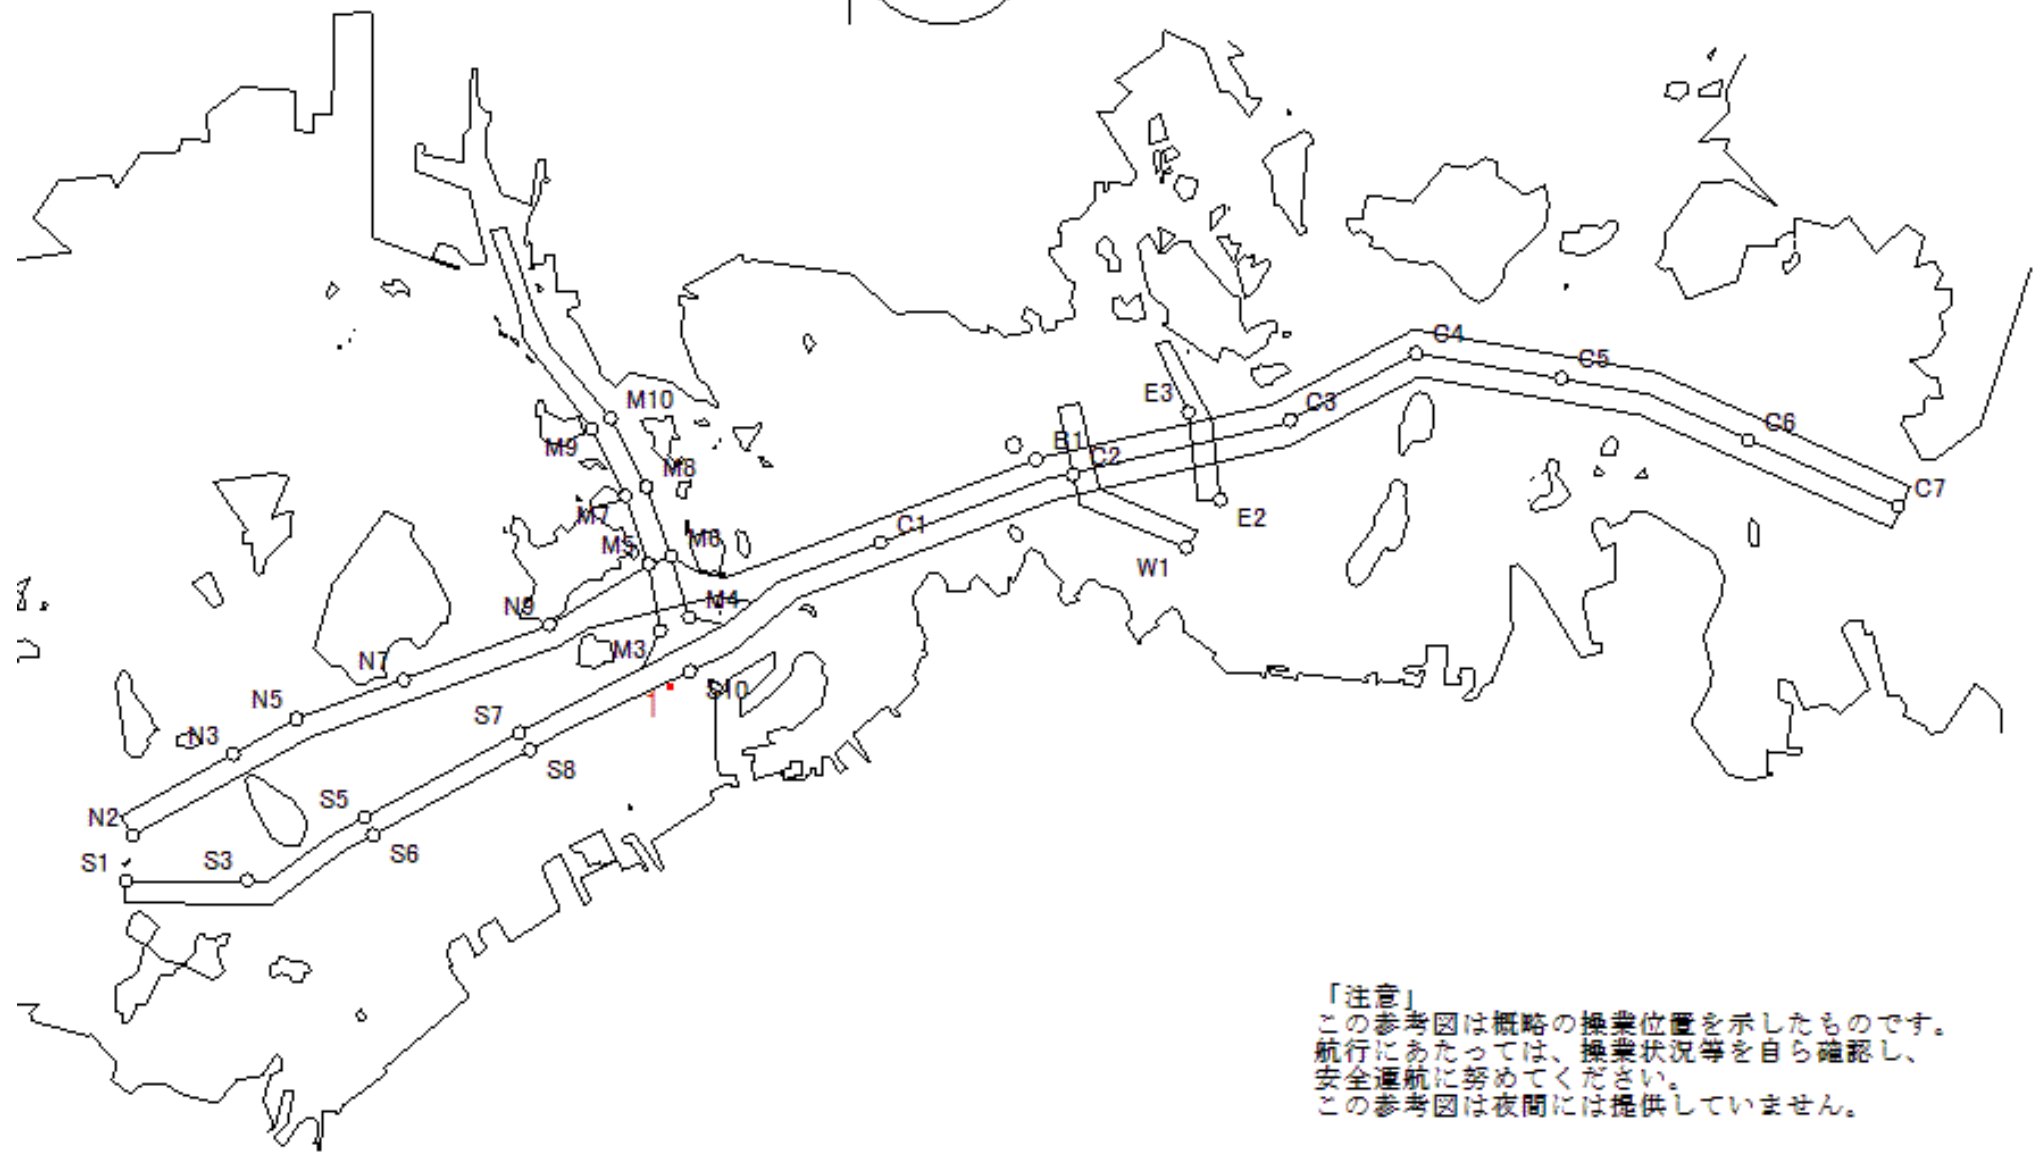 C4
C5
M10
E3
C3
C6
M9
B1
C2
M8
C7
M7
E2
C1
M5
M6
W1
N9
M4
M3
N7
S10
N5
1
S7
N3
S8
S5
N2
S6
S1
S3
「注意」
この参考図は概略の操業位置を示したものです。
航行にあたっては、操業状況等を自ら確認し、
安全運航に努めてください。
この参考図は夜間には提供していません。